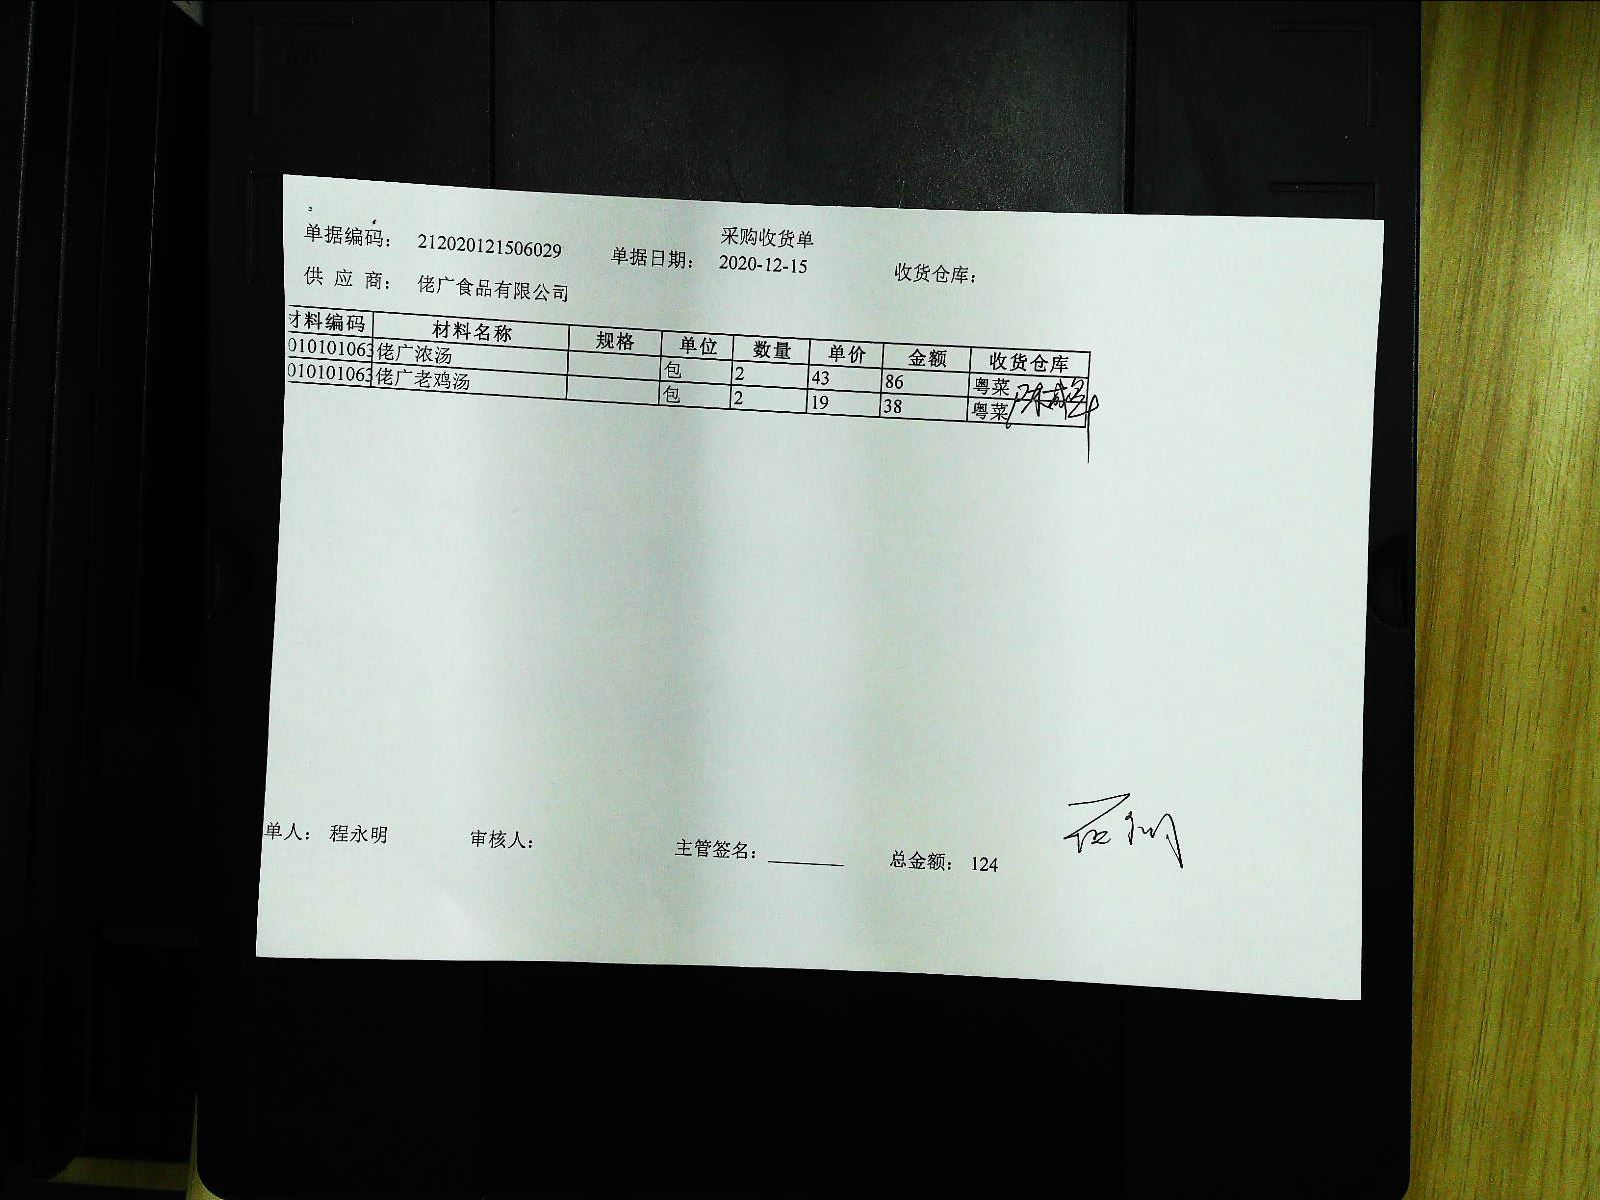 采购收货单
单据编码： 212020121506029 单据日期： 2020-12-15 收货仓库：
供 应 商： 佬广食品有限公司
材料编码 材料名称 规格 单位 数量 单价 金额 收货仓库
010101063 佬广浓汤 包 2 43 86 粤菜
010101063 佬广老鸡汤 包 2 19 38 粤菜
单人： 程永明 审核人： 主管签名： 总金额： 124